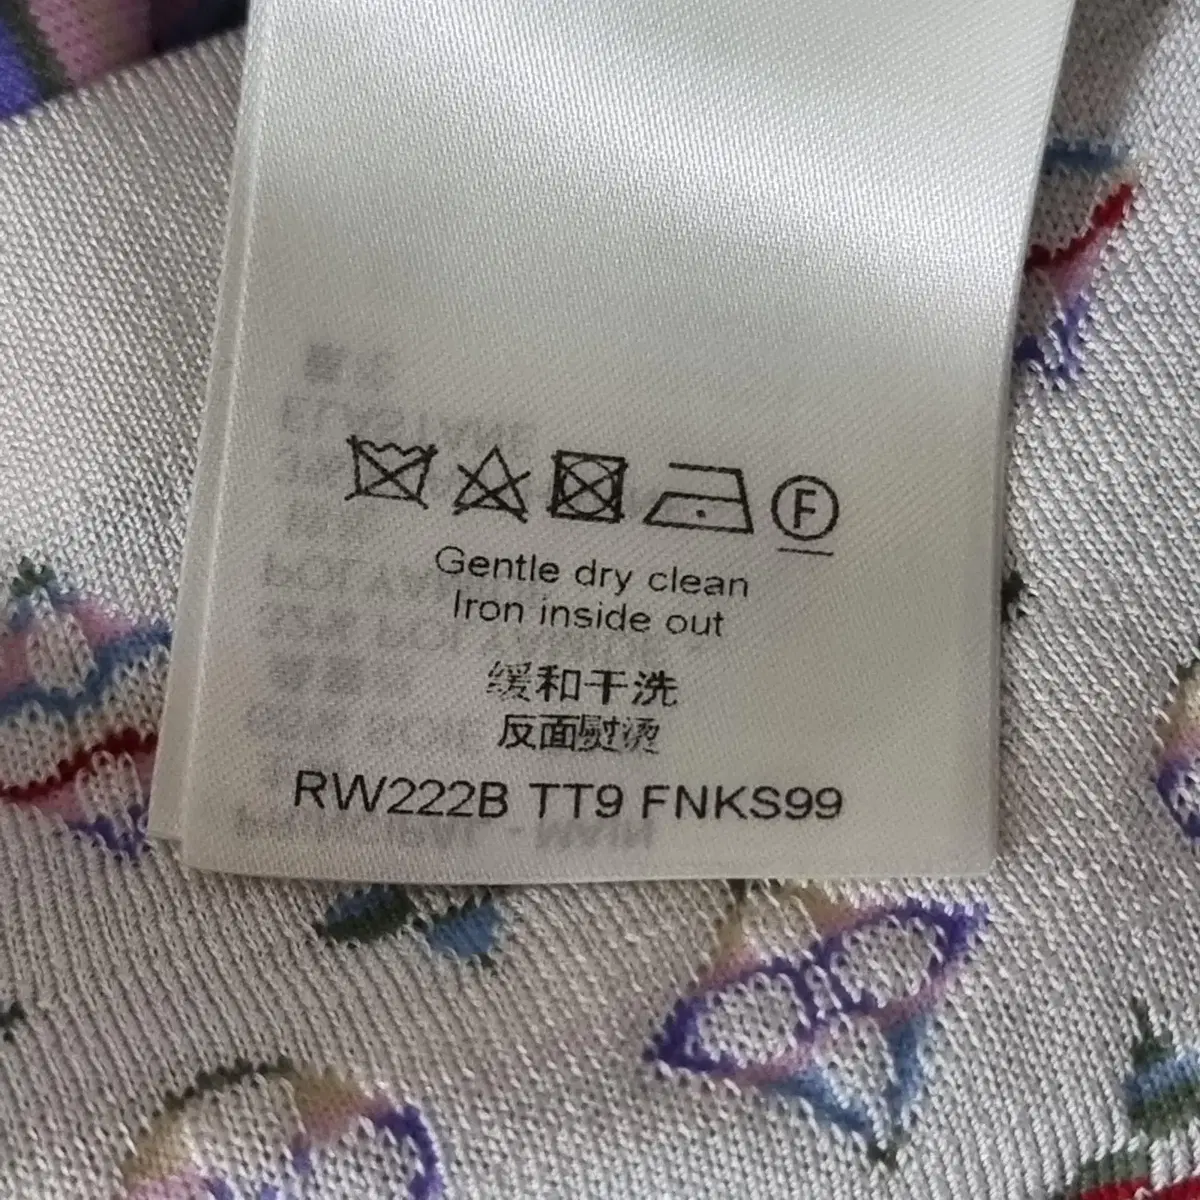 F
Gentle dry clean
Iron inside out
缓和干洗
反面熨烫
RW222B TT9 FNKS99